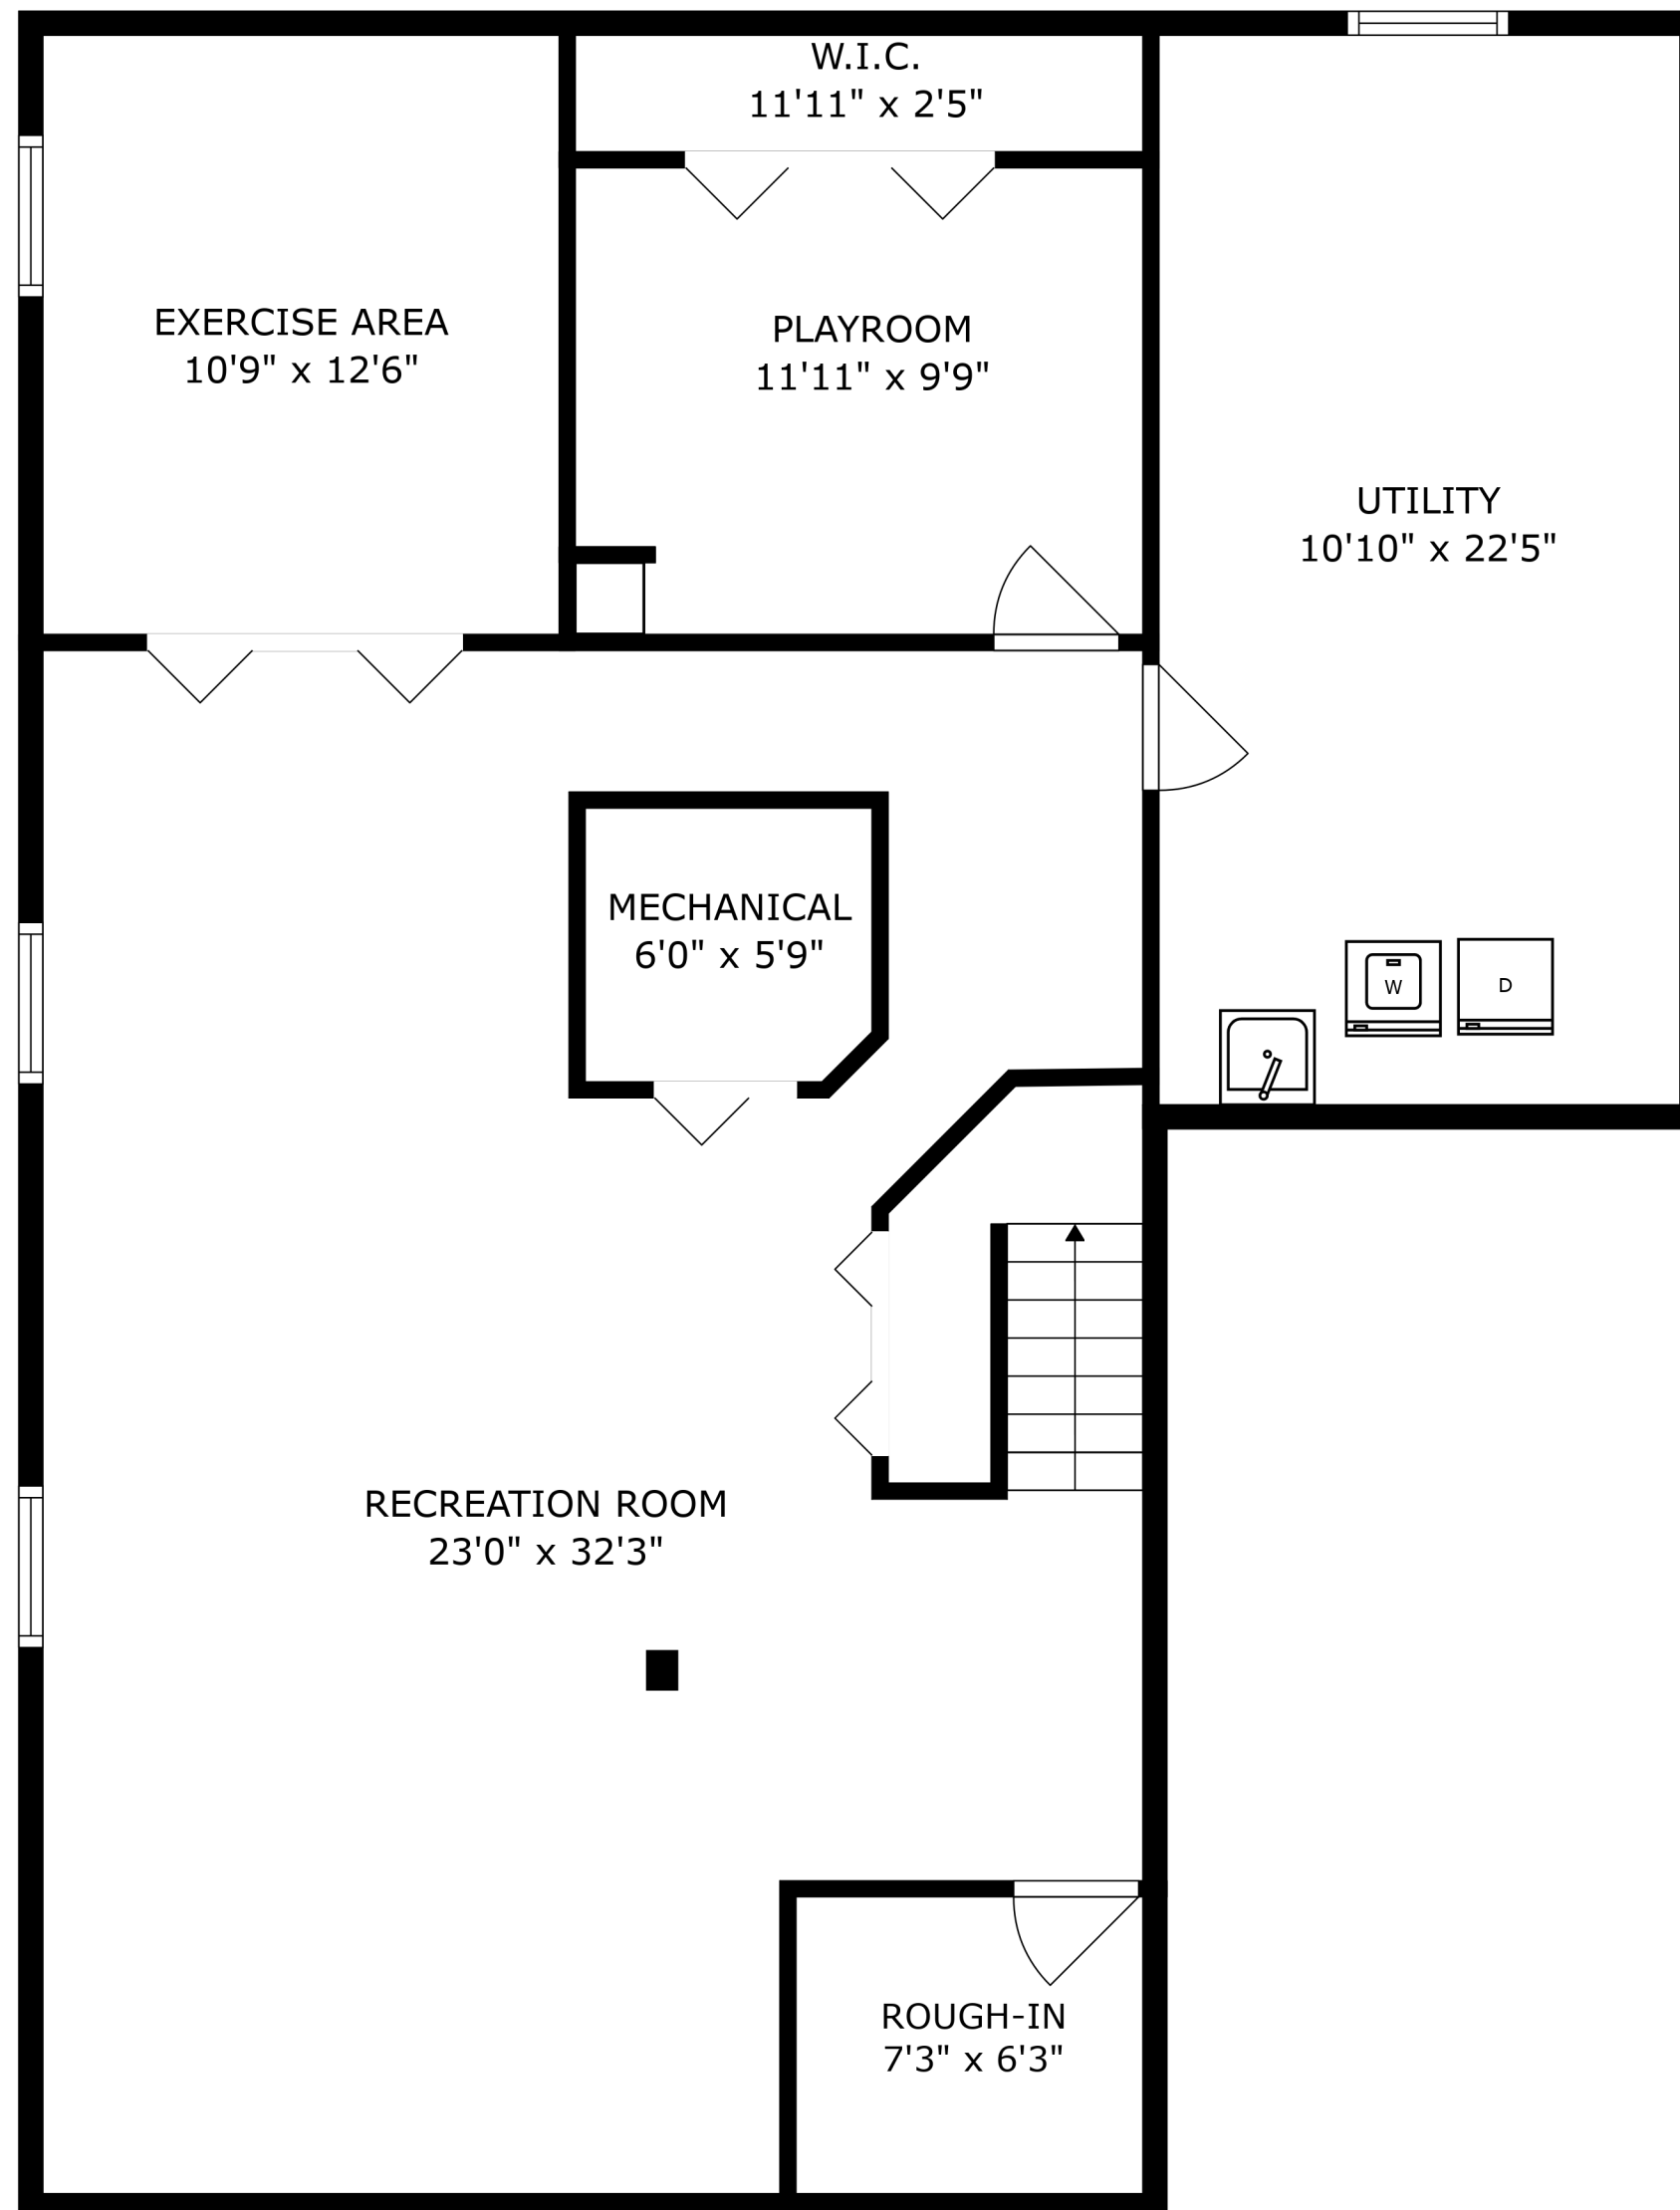 W.I.C.
11'11" x 2'5"
EXERCISE AREA
10'9" x 12'6"
PLAYROOM
11'11" x 9'9"
UTILITY
10'10" x 22'5"
MECHANICAL
6'0" x 5'9"
W
D
RECREATION ROOM
23'0" x 32'3"
ROUGH-IN
7'3" x 6'3"